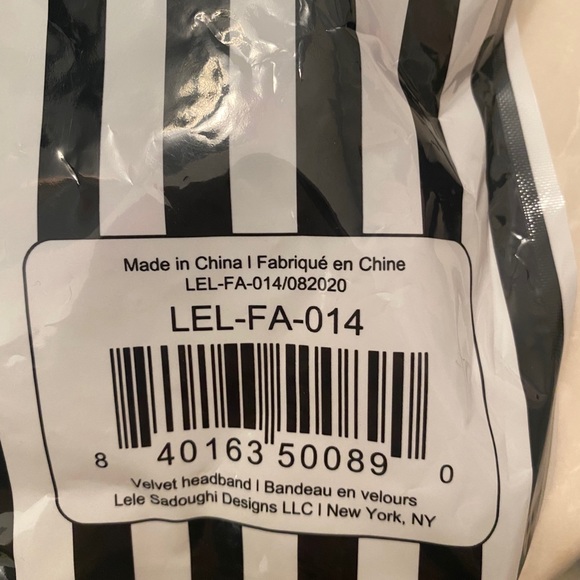 Made in China | Fabriqué en Chine
LEL-FA-014/082020
LEL-FA-014
8 40163 50089 0
Velvet headband | Bandeau en velours
Lele Sadoughi Designs LLC | New York, NY